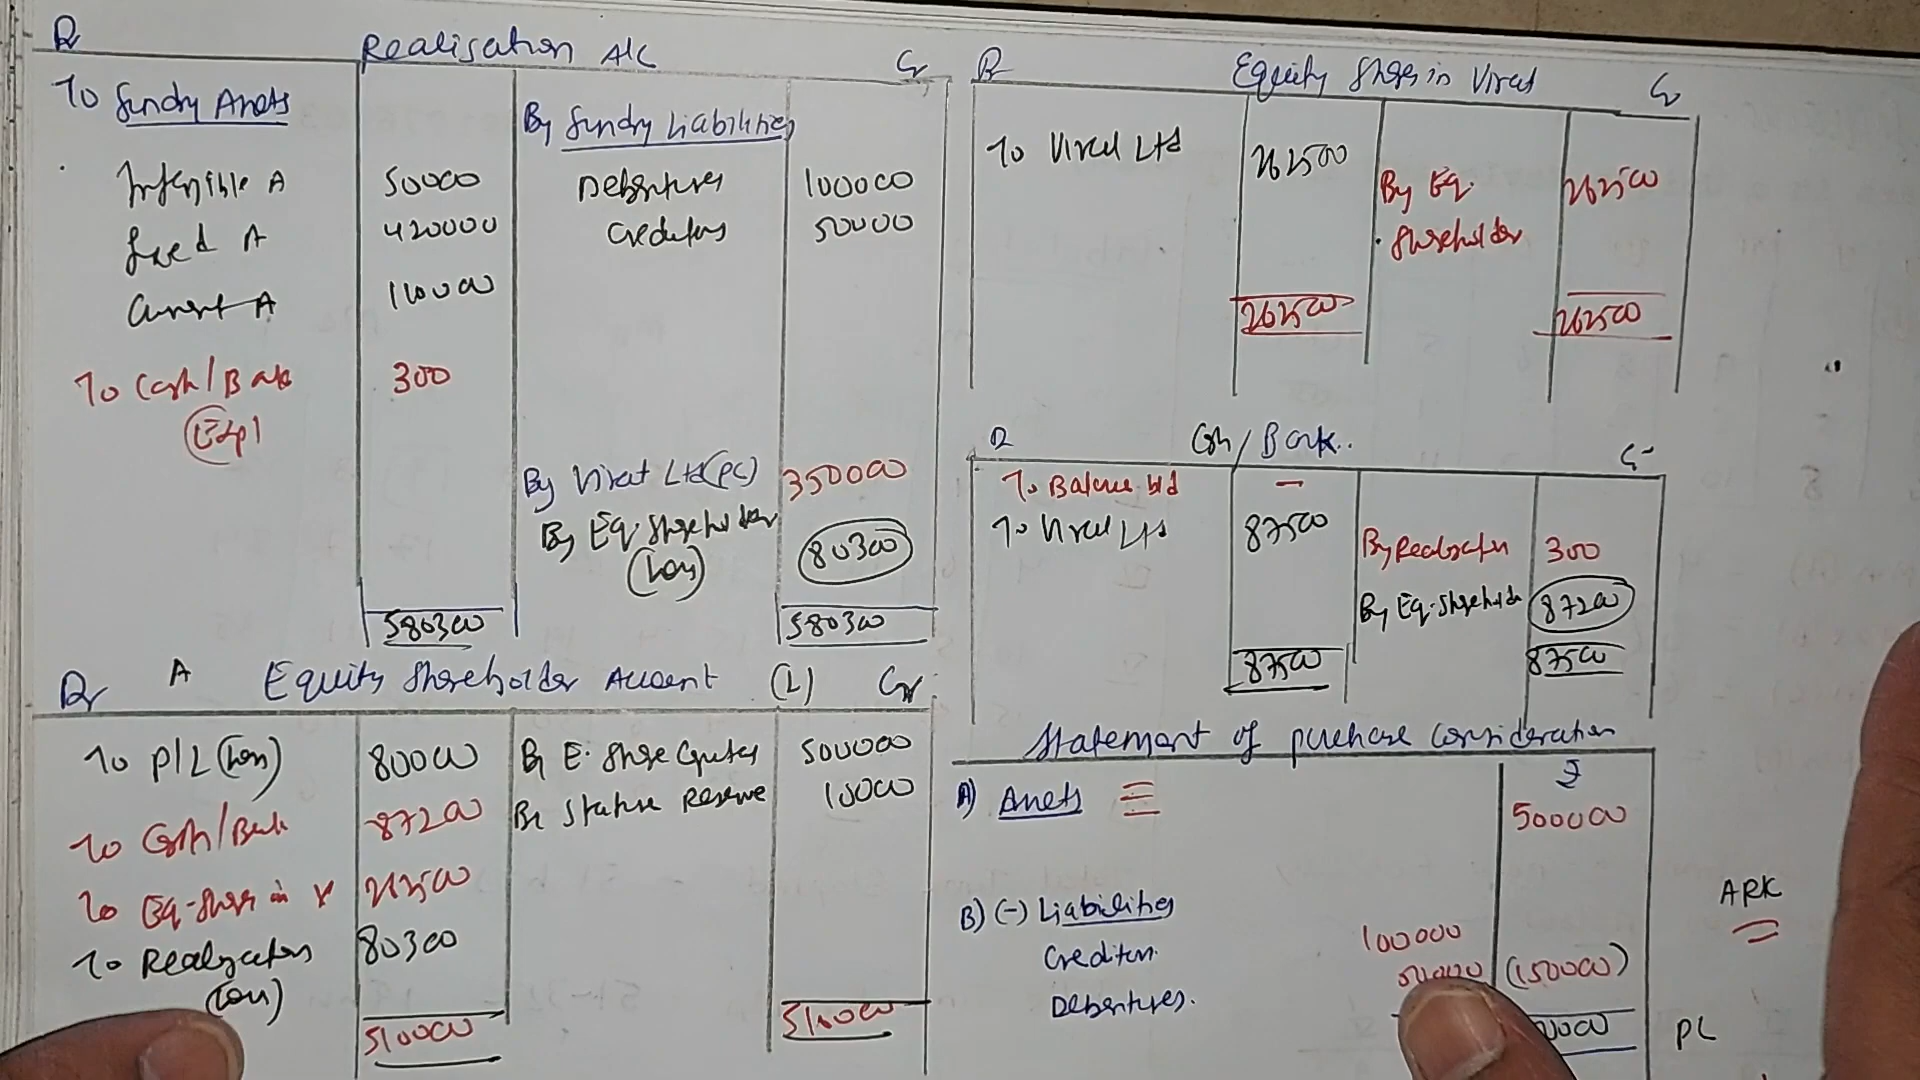 Dr Realisation A/C Cr
To Sundry Assets
By Sundry Liabilities
Intengible A 50000 Debentures 100000
Fixed A 420000 Creditors 50000
Current A 110000
To Cash/Bank 300
(Exp)
By Virat Ltd (PC) 350000
By Eq. Shareholder 80300
(Loss)
580300 580300
Dr A Equity Shareholder Account (L) Cr
To P/L (Loss) 80000 By E. Share Capital 500000
To Cash/Bank 87200 By Statue Reserve 10000
To Eq. Share in V 262500
To Realization 80300
(Loss)
510000 510000
Dr Equity Shares in Virat Cr
To Virat Ltd 262500
By Eq. 262500
Shareholder
262500 262500
Dr Cash/Bank. Cr
To Balance b/d -
To Virat Ltd 87500 By Realisation 300
By Eq. Shareholder 87200
87500 87500
Statement of purchase consideration
₹
A) Assets = 500000
B) (-) Liabilities
Creditors. 100000
Debentures. (150000)
ARK
PC